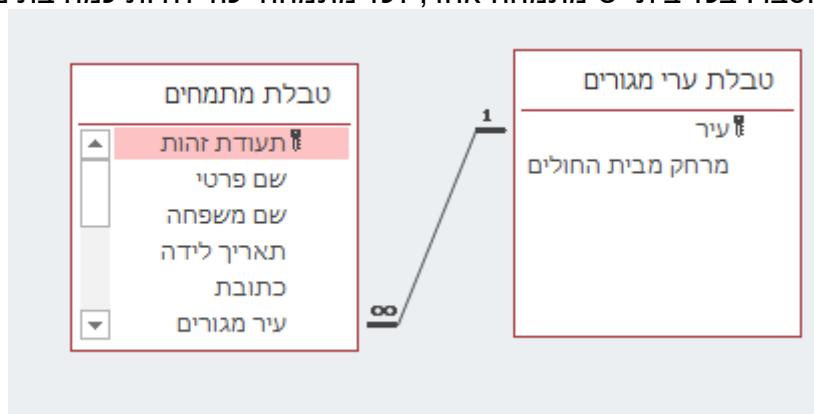 טבלת ערי מגורים
עיר
מרחק מבית החולים
1
∞
טבלת מתמחים
תעודת זהות
שם פרטי
שם משפחה
תאריך לידה
כתובת
עיר מגורים